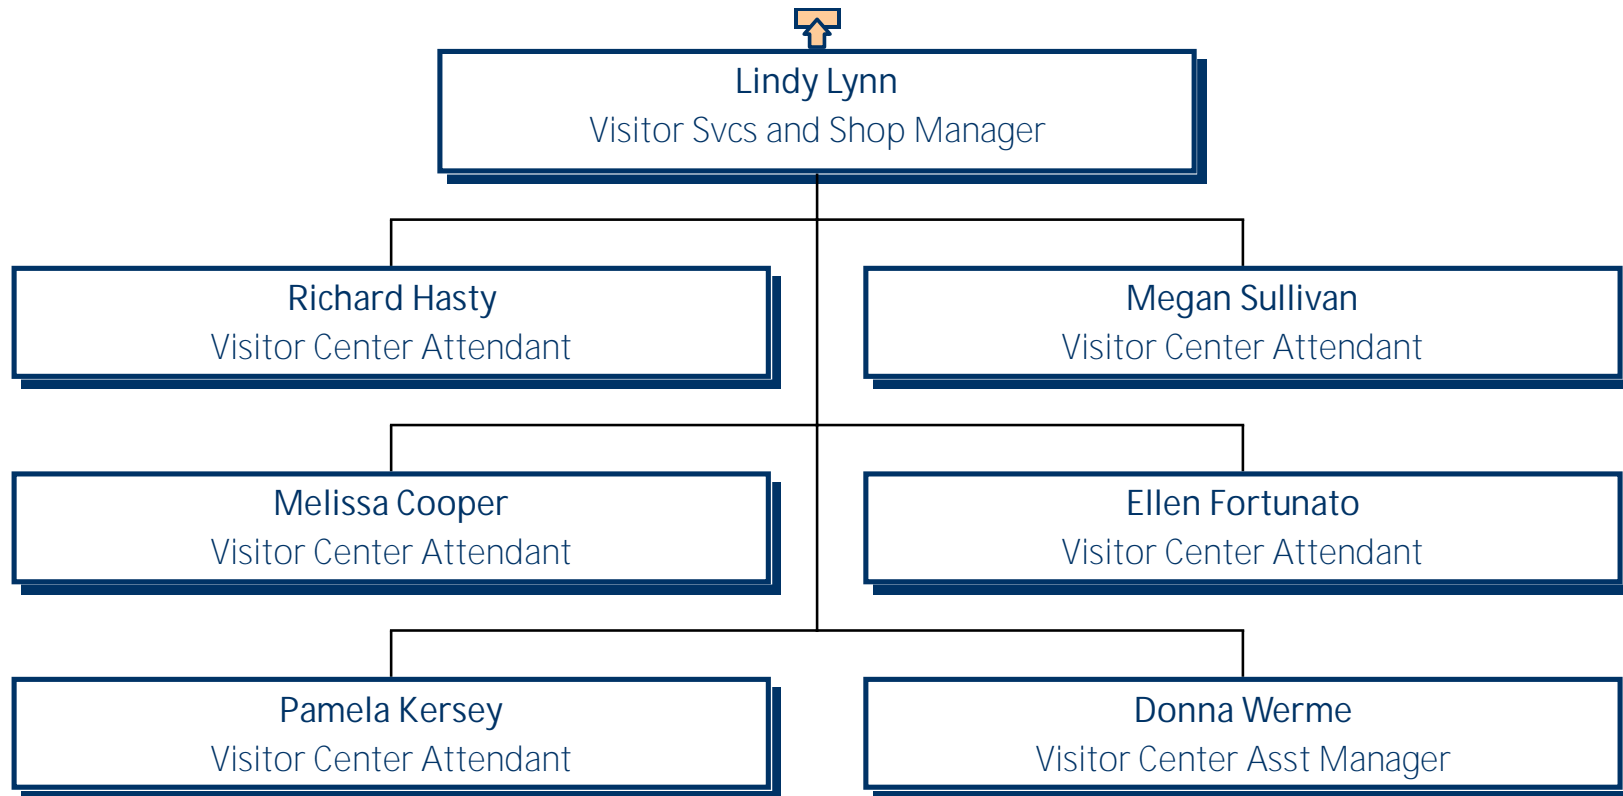 Lindy Lynn
Visitor Svcs and Shop Manager
Richard Hasty
Visitor Center Attendant
Megan Sullivan
Visitor Center Attendant
Melissa Cooper
Visitor Center Attendant
Ellen Fortunato
Visitor Center Attendant
Pamela Kersey
Visitor Center Attendant
Donna Werme
Visitor Center Asst Manager